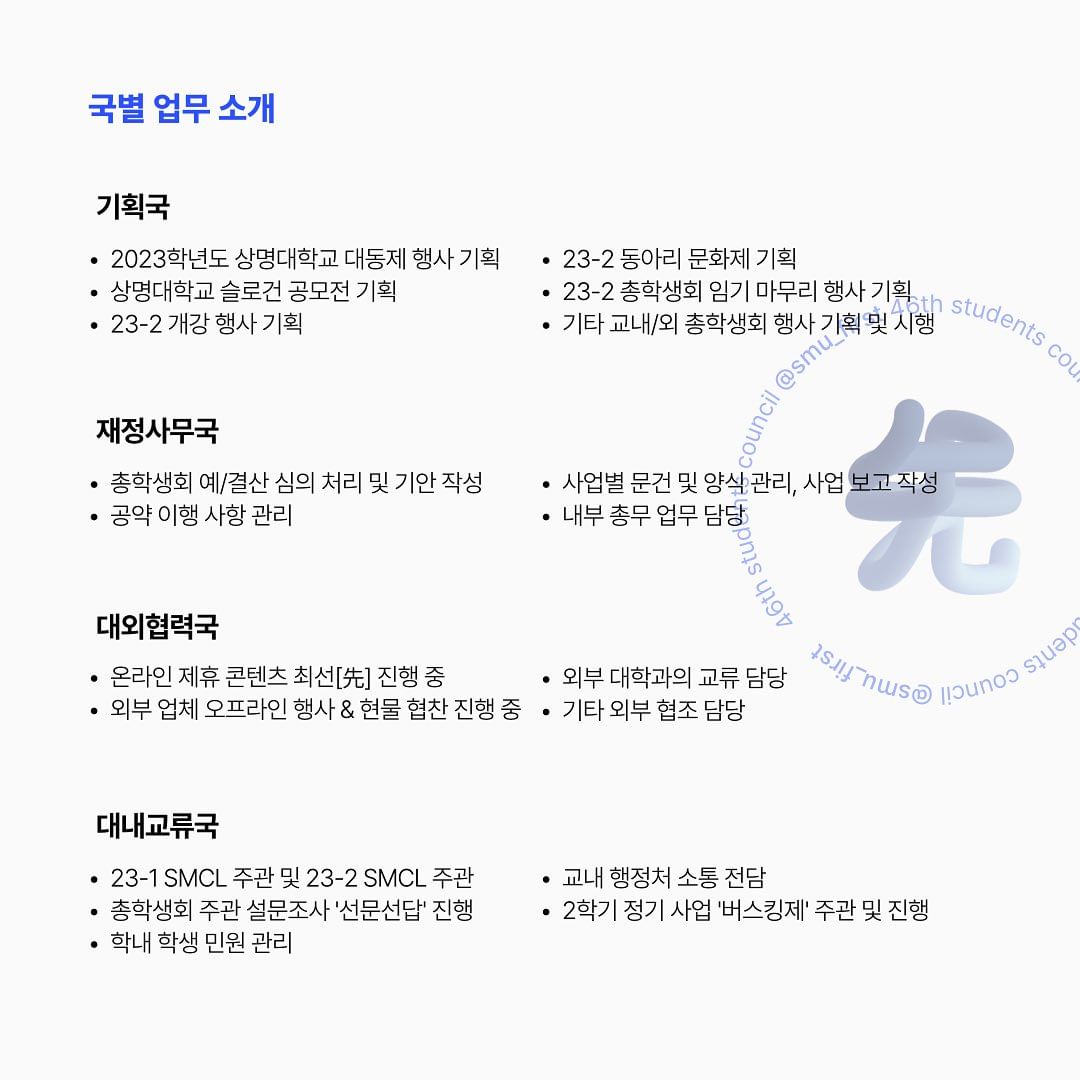 국별 업무 소개
기획국
• 2023학년도 상명대학교 대동제 행사 기획
• 상명대학교 슬로건 공모전 기획
• 23-2 개강 행사 기획
• 23-2 동아리 문화제 기획
• 23-2 총학생회 임기 마무리 행사 기획
• 기타 교내/외 총학생회 행사 기획 및 시행
재정사무국
• 총학생회 예/결산 심의 처리 및 기안 작성
• 공약 이행 사항 관리
• 사업별 문건 및 양식 관리, 사업 보고 작성
• 내부 총무 업무 담당
대외협력국
• 온라인 제휴 콘텐츠 최선[先] 진행 중
• 외부 업체 오프라인 행사 & 현물 협찬 진행 중
• 외부 대학과의 교류 담당
• 기타 외부 협조 담당
대내교류국
• 23-1 SMCL 주관 및 23-2 SMCL 주관
• 총학생회 주관 설문조사 '선문선답' 진행
• 학내 학생 민원 관리
• 교내 행정처 소통 전담
• 2학기 정기 사업 '버스킹제' 주관 및 진행
46th students council @smu_first 46th students
council @smu_first
先